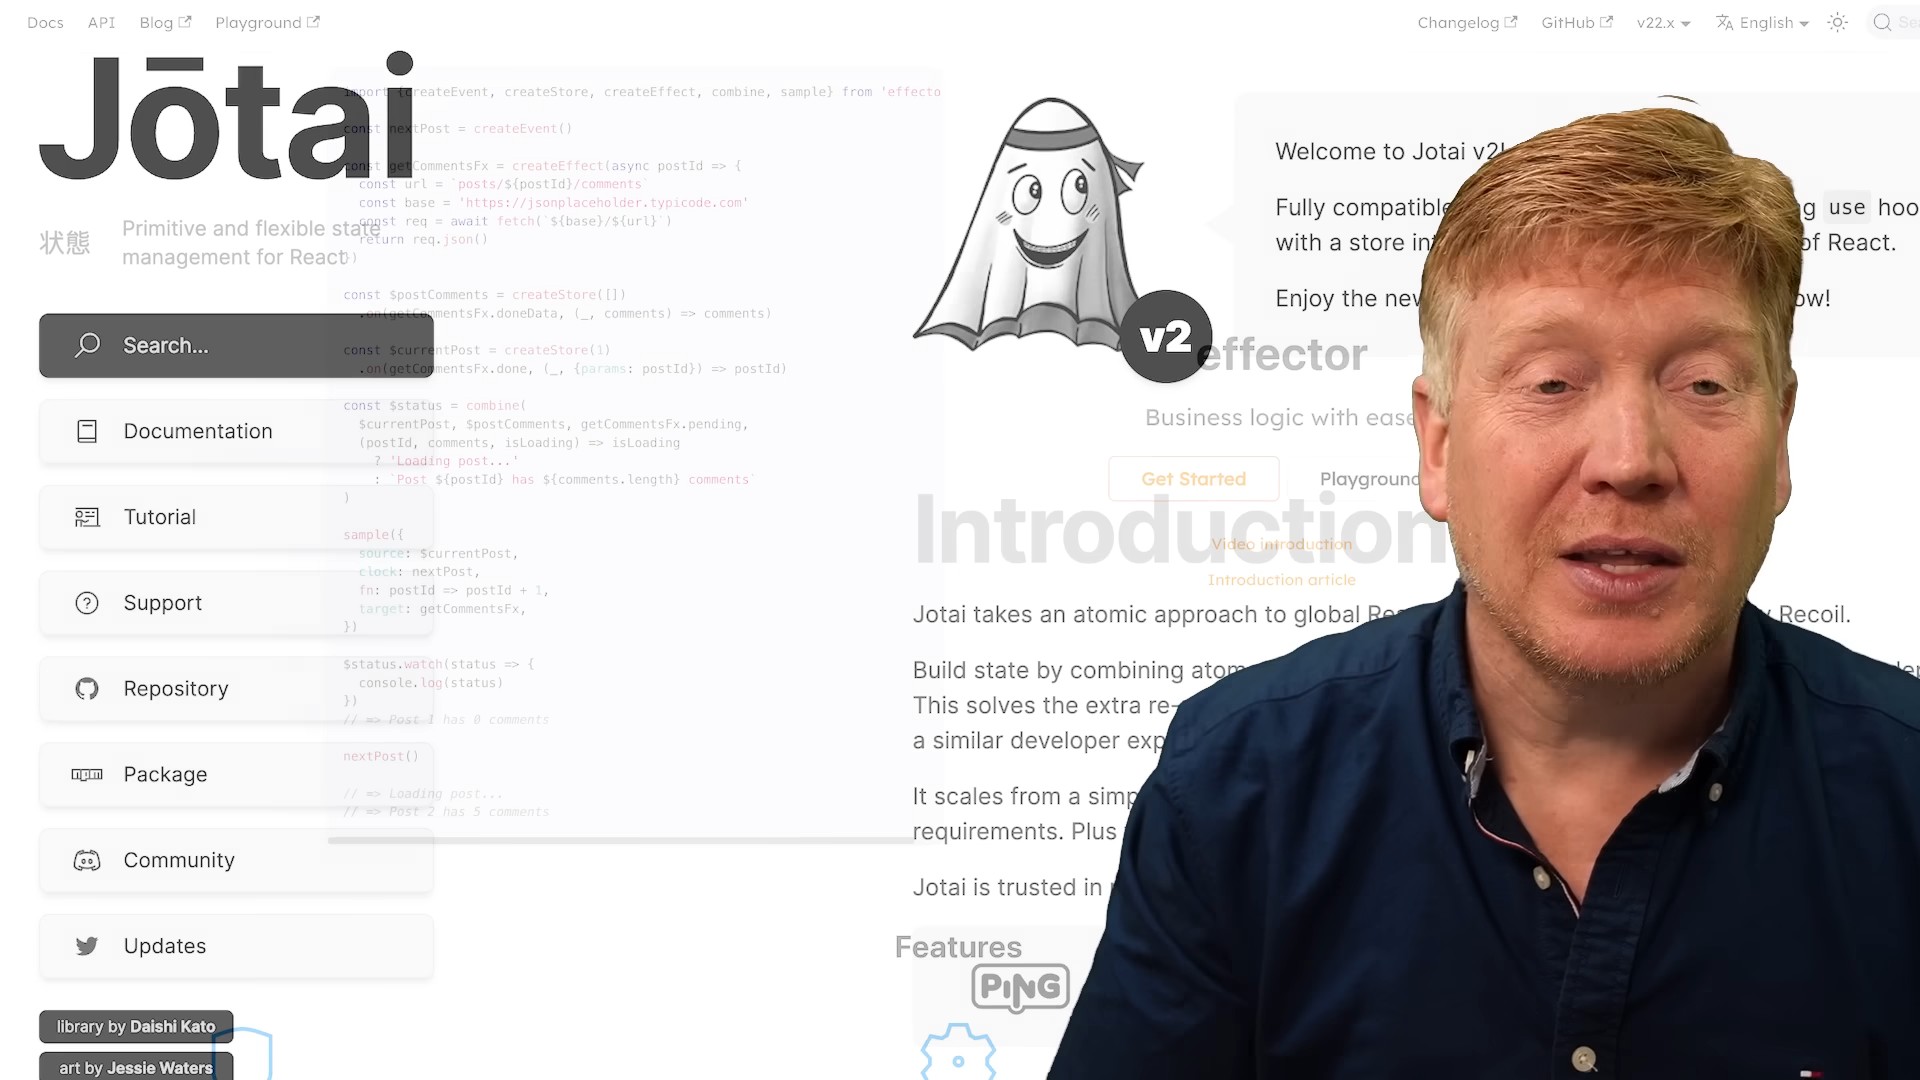 Docs API Blog Playground
Changelog GitHub v22.x English
Jōtai
状態
Primitive and flexible state
management for React
Search...
Documentation
Tutorial
Support
Repository
Package
Community
Updates
library by Daishi Kato
art by Jessie Waters
import {createEvent, createStore, createEffect, combine, sample} from 'effecto
const nextPost = createEvent()
const getCommentsFx = createEffect(async postId => {
const url = `posts/${postId}/comments`
const base = 'https://jsonplaceholder.typicode.com'
const req = await fetch(`${base}/${url}`)
return req.json()
})
const $postComments = createStore([])
.on(getCommentsFx.doneData, (_, comments) => comments)
const $currentPost = createStore(1)
.on(getCommentsFx.done, (_, {params: postId}) => postId)
const $status = combine(
$currentPost, $postComments, getCommentsFx.pending,
(postId, comments, isLoading) => isLoading
? 'Loading post...'
: `Post ${postId} has ${comments.length} comments`
)
sample({
source: $currentPost,
clock: nextPost,
fn: postId => postId + 1,
target: getCommentsFx,
})
$status.watch(status => {
console.log(status)
})
// => Post 1 has 0 comments
nextPost()
// => Loading post...
// => Post 2 has 5 comments
v2
Welcome to Jotai v2!
Fully compatible use hoo
with a store of React.
Enjoy the
effector
Business logic with ease
Get Started Playground
Video introduction
Introduction article
Introduction
Jotai takes an atomic approach to global Recoil.
Build state by combining
This solves the extra
a similar developer
It scales from a
requirements. Plus
Jotai is trusted in
Features
PiNG